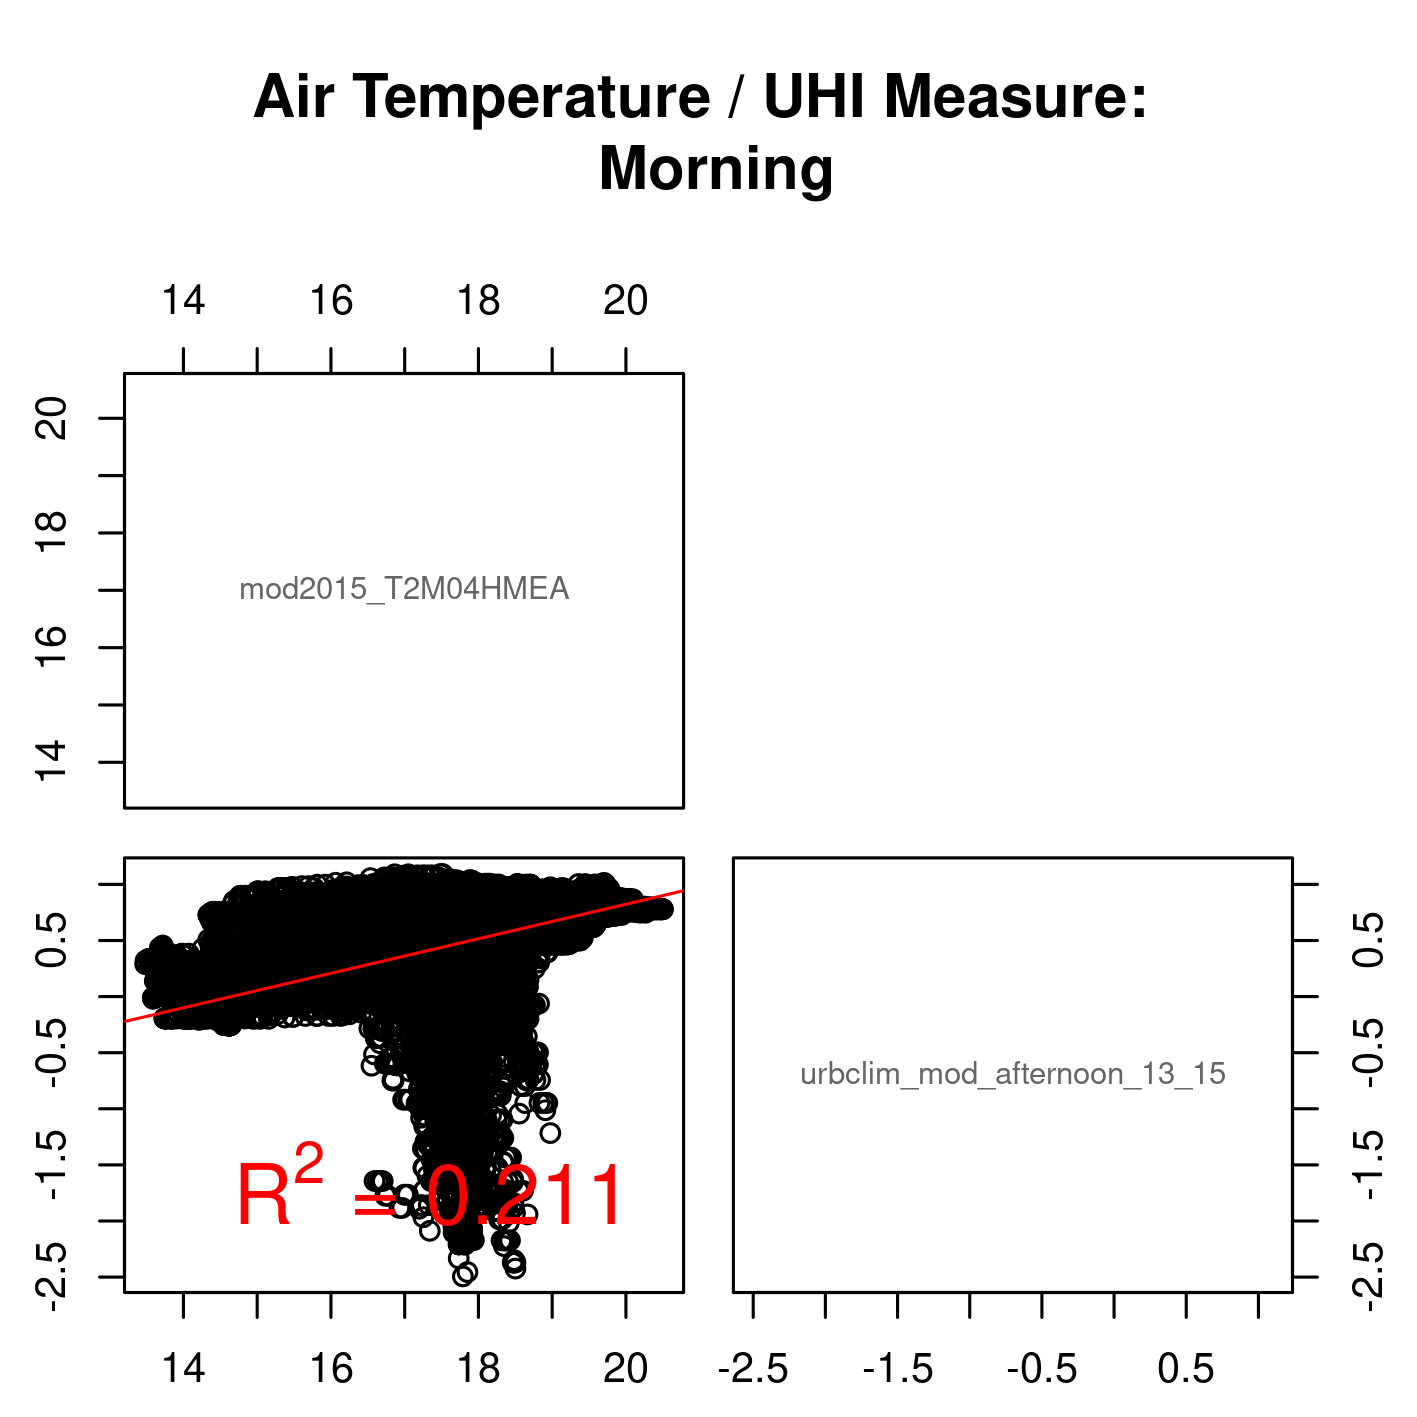 Air Temperature / UHI Measure:
Morning
14 16 18 20
20
18
16
14
mod2015_T2M04HMEA
0.5
-0.5
-1.5
-2.5
R² = 0.211
14 16 18 20
urbclim_mod_afternoon_13_15
0.5
-0.5
-1.5
-2.5
-2.5 -1.5 -0.5 0.5